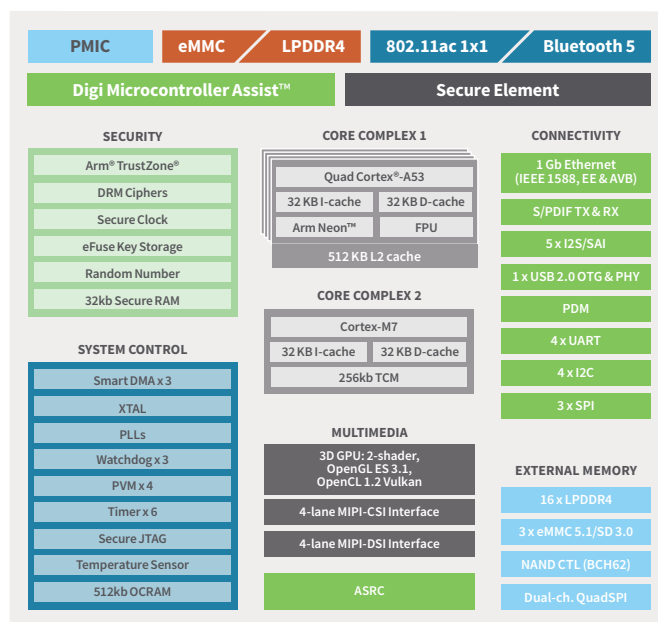 PMIC
eMMC
LPDDR4
802.11ac 1x1
Bluetooth 5
Digi Microcontroller Assist™
Secure Element
SECURITY
Arm® TrustZone®
DRM Ciphers
Secure Clock
eFuse Key Storage
Random Number
32kb Secure RAM
SYSTEM CONTROL
Smart DMA x 3
XTAL
PLLs
Watchdog x 3
PVM x 4
Timer x 6
Secure JTAG
Temperature Sensor
512kb OCRAM
CORE COMPLEX 1
Quad Cortex®-A53
32 KB I-cache
32 KB D-cache
Arm Neon™
FPU
512 KB L2 cache
CORE COMPLEX 2
Cortex-M7
32 KB I-cache
32 KB D-cache
256kb TCM
MULTIMEDIA
3D GPU: 2-shader,
OpenGL ES 3.1,
OpenCL 1.2 Vulkan
4-lane MIPI-CSI Interface
4-lane MIPI-DSI Interface
ASRC
CONNECTIVITY
1 Gb Ethernet
(IEEE 1588, EE & AVB)
S/PDIF TX & RX
5 x I2S/SAI
1 x USB 2.0 OTG & PHY
PDM
4 x UART
4 x I2C
3 x SPI
EXTERNAL MEMORY
16 x LPDDR4
3 x eMMC 5.1/SD 3.0
NAND CTL (BCH62)
Dual-ch. QuadSPI